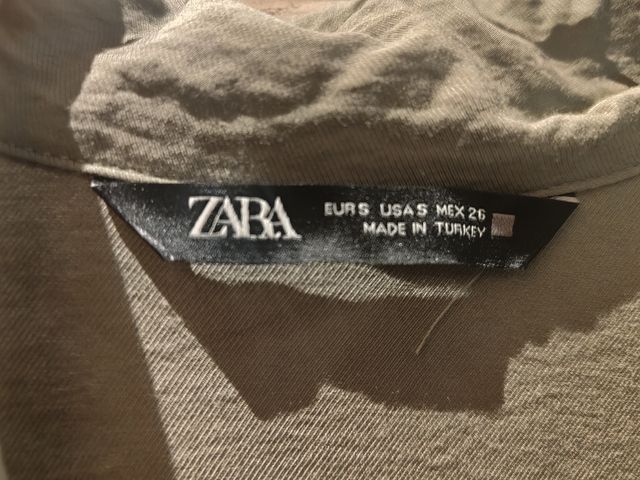 ZARA
EUR S USA S MEX 26
MADE IN TURKEY